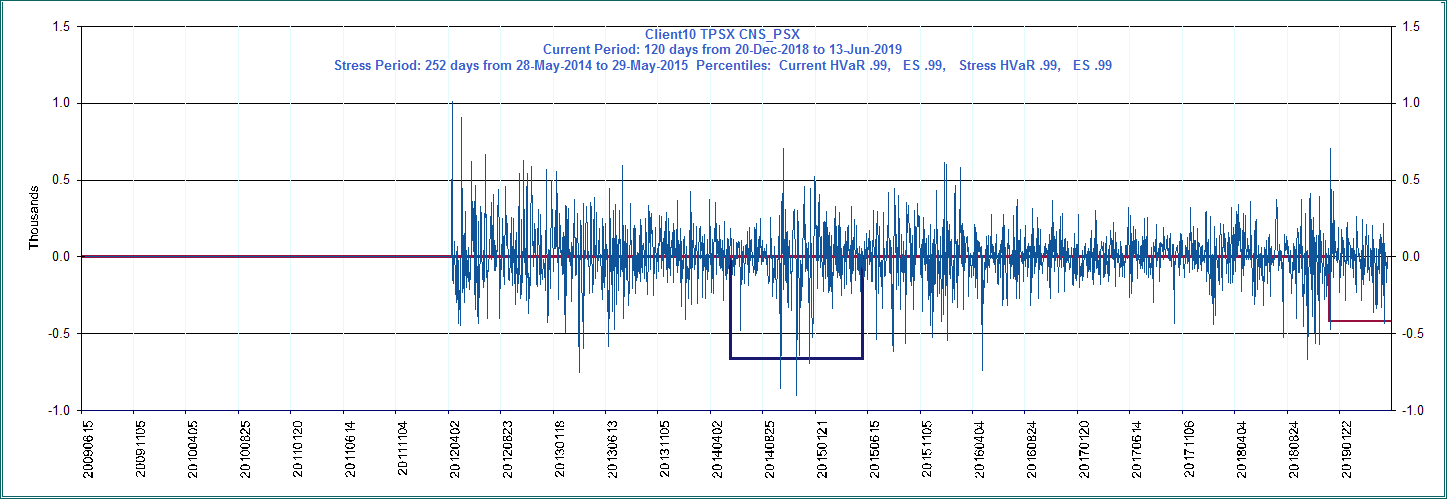 Client10 TPSX CNS_PSX
Current Period: 120 days from 20-Dec-2018 to 13-Jun-2019
Stress Period: 252 days from 28-May-2014 to 29-May-2015  Percentiles:  Current HVaR .99,   ES .99,   Stress HVaR .99,   ES .99
1.5 1.5
1.0 1.0
0.5 0.5
Thousands
0.0 0.0
-0.5 -0.5
-1.0 -1.0
20090615 20091105 20100405 20100825 20110120 20110614 20111104 20120402 20120823 20130118 20130613 20131105 20140402 20140825 20150121 20150615 20151105 20160404 20160824 20170120 20170614 20171106 20180404 20180824 20190122